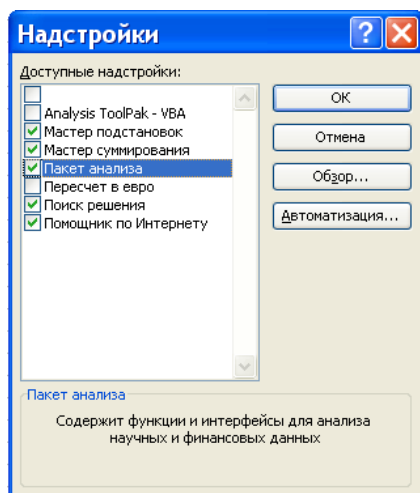 Надстройки
Доступные надстройки:
Analysis ToolPak - VBA
Мастер подстановок
Мастер суммирования
Пакет анализа
Пересчет в евро
Поиск решения
Помощник по Интернету
ОК
Отмена
Обзор...
Автоматизация...
Пакет анализа
Содержит функции и интерфейсы для анализа
научных и финансовых данных